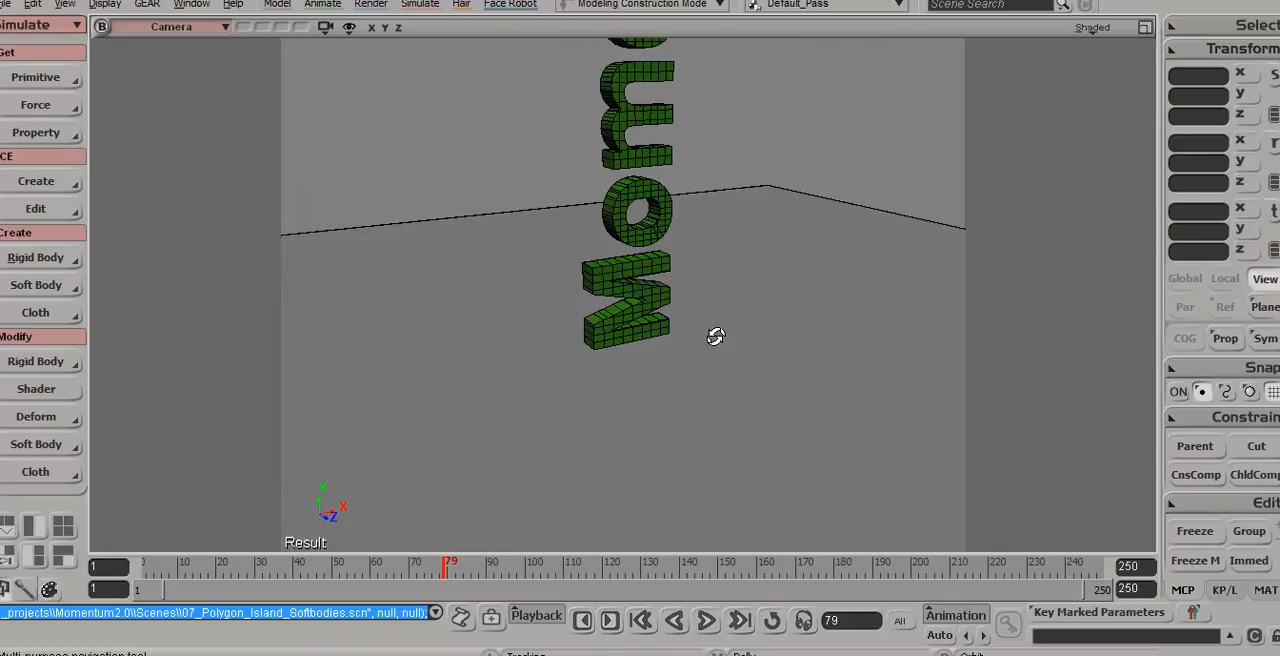 File Edit View Display GEAR Window Help Model Animate Render Simulate Hair Face Robot Modeling Construction Mode Default_Pass Scene Search
Simulate B Camera X Y Z Shaded Select
Get Transform
Primitive x S
Force y
Property z
ICE x r
Create y
Edit z
Create x t
Rigid Body y
Soft Body z
Cloth Global Local View
Modify Par Ref Plane
Rigid Body COG Prop Sym
Shader Snap
Deform ON
Soft Body Constrain
Cloth Parent Cut
CnsComp ChldComp
Mom
Y X Z
Edit
Freeze Group
Result
Freeze M Immed
1 10 20 30 40 50 60 70 79 90 100 110 120 130 140 150 160 170 180 190 200 210 220 230 240 250
1 1 250 250 MCP KP/L MAT
_projects\\Momentum2.0\\Scenes\\07_Polygon_Island_Softbodies.scn", null, null); Playback 79 All Animation Key Marked Parameters
Auto